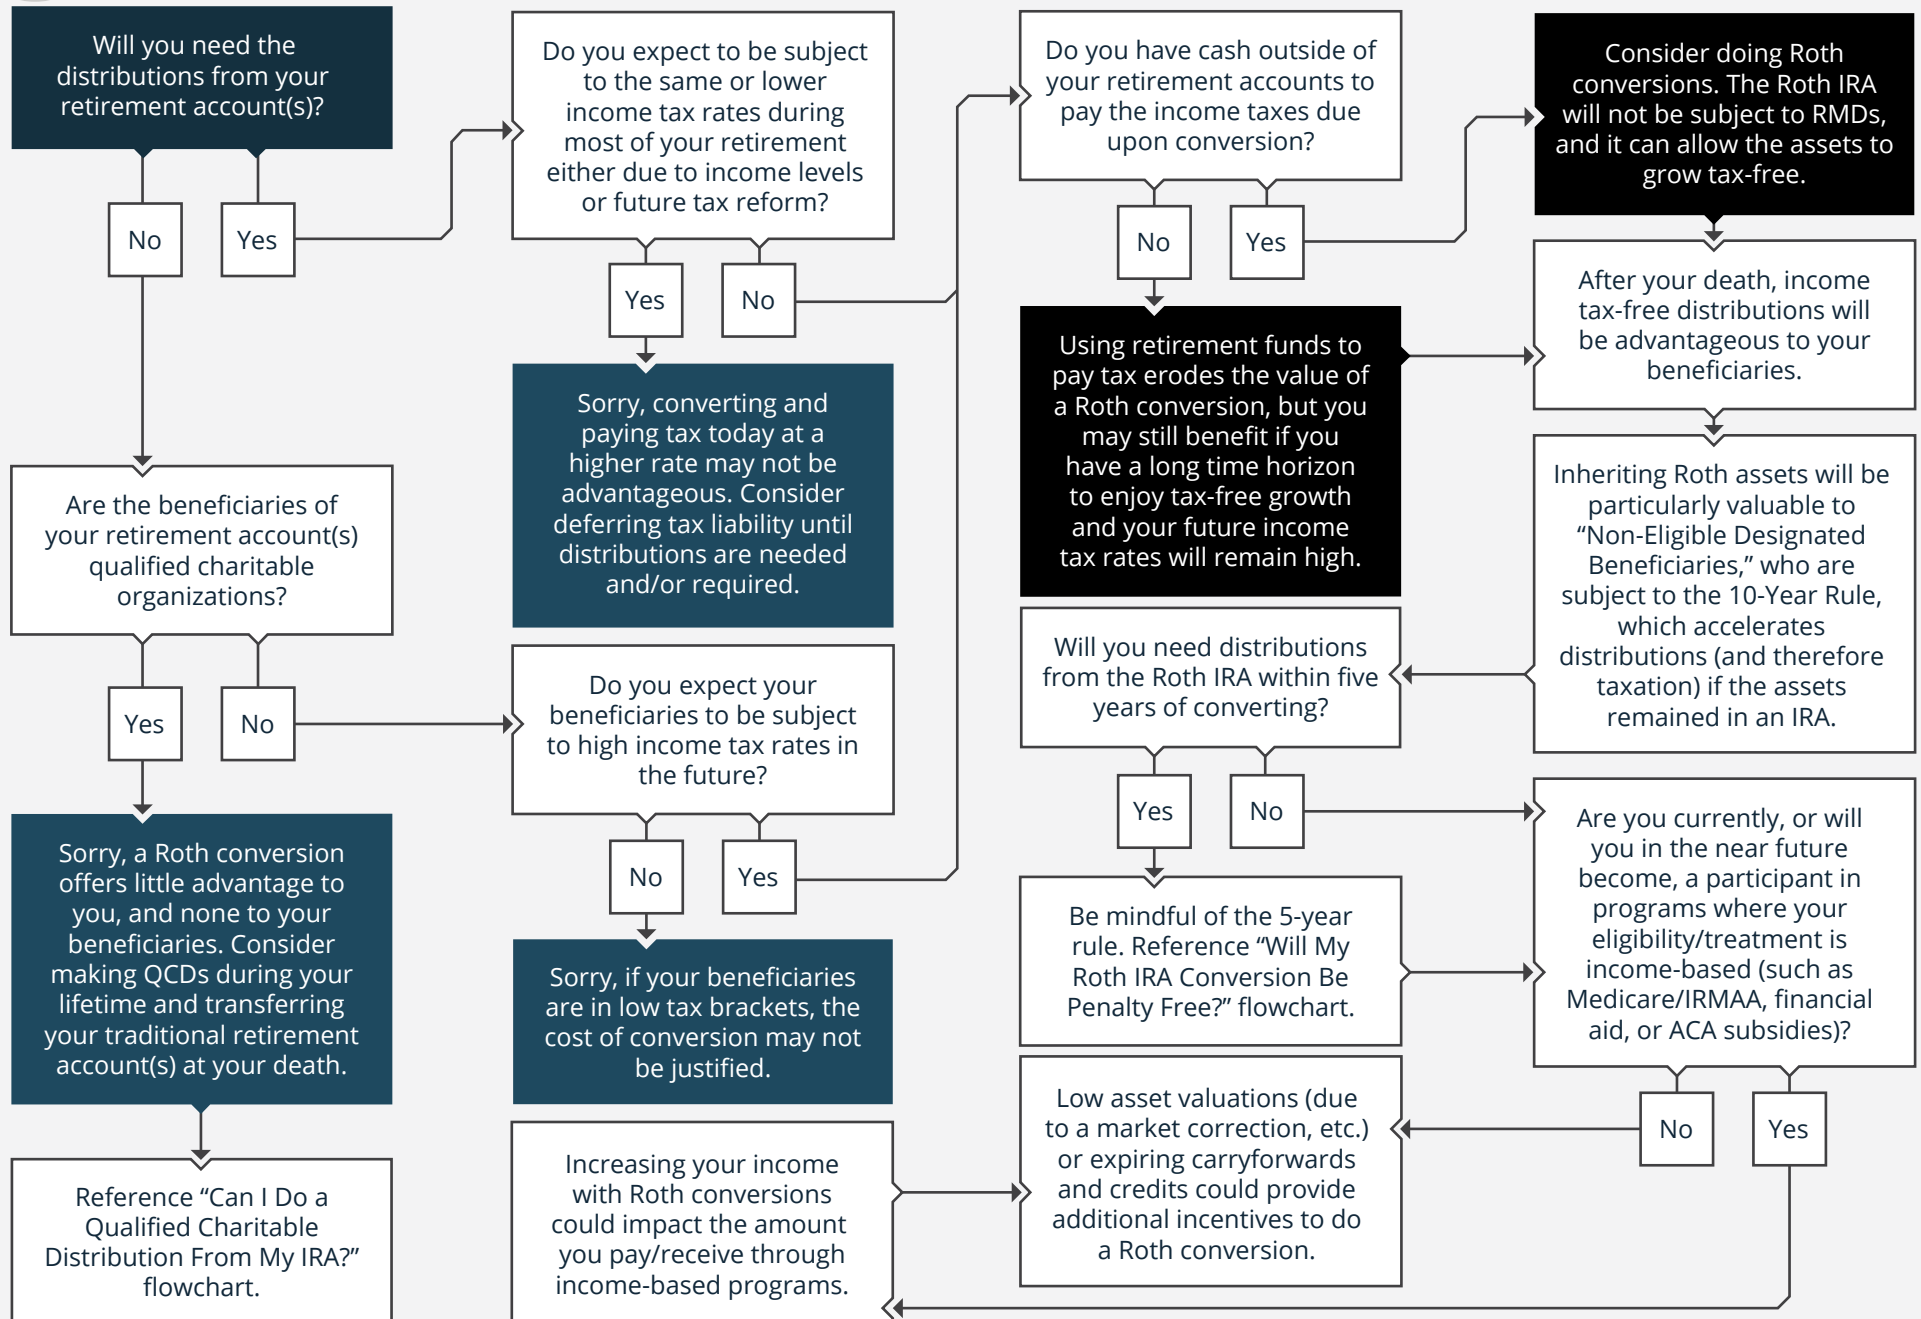 Will you need the
distributions from your
retirement account(s)?
No
Yes
Are the beneficiaries of
your retirement account(s)
qualified charitable
organizations?
Yes
No
Sorry, a Roth conversion
offers little advantage to
you, and none to your
beneficiaries. Consider
making QCDs during your
lifetime and transferring
your traditional retirement
account(s) at your death.
Reference “Can I Do a
Qualified Charitable
Distribution From My IRA?”
flowchart.
Do you expect to be subject
to the same or lower
income tax rates during
most of your retirement
either due to income levels
or future tax reform?
Yes
No
Sorry, converting and
paying tax today at a
higher rate may not be
advantageous. Consider
deferring tax liability until
distributions are needed
and/or required.
Do you expect your
beneficiaries to be subject
to high income tax rates in
the future?
No
Yes
Sorry, if your beneficiaries
are in low tax brackets, the
cost of conversion may not
be justified.
Increasing your income
with Roth conversions
could impact the amount
you pay/receive through
income-based programs.
Do you have cash outside of
your retirement accounts to
pay the income taxes due
upon conversion?
No
Yes
Using retirement funds to
pay tax erodes the value of
a Roth conversion, but you
may still benefit if you
have a long time horizon
to enjoy tax-free growth
and your future income
tax rates will remain high.
Will you need distributions
from the Roth IRA within five
years of converting?
Yes
No
Be mindful of the 5-year
rule. Reference “Will My
Roth IRA Conversion Be
Penalty Free?” flowchart.
Low asset valuations (due
to a market correction, etc.)
or expiring carryforwards
and credits could provide
additional incentives to do
a Roth conversion.
Consider doing Roth
conversions. The Roth IRA
will not be subject to RMDs,
and it can allow the assets to
grow tax-free.
After your death, income
tax-free distributions will
be advantageous to your
beneficiaries.
Inheriting Roth assets will be
particularly valuable to
“Non-Eligible Designated
Beneficiaries,” who are
subject to the 10-Year Rule,
which accelerates
distributions (and therefore
taxation) if the assets
remained in an IRA.
Are you currently, or will
you in the near future
become, a participant in
programs where your
eligibility/treatment is
income-based (such as
Medicare/IRMAA, financial
aid, or ACA subsidies)?
No
Yes